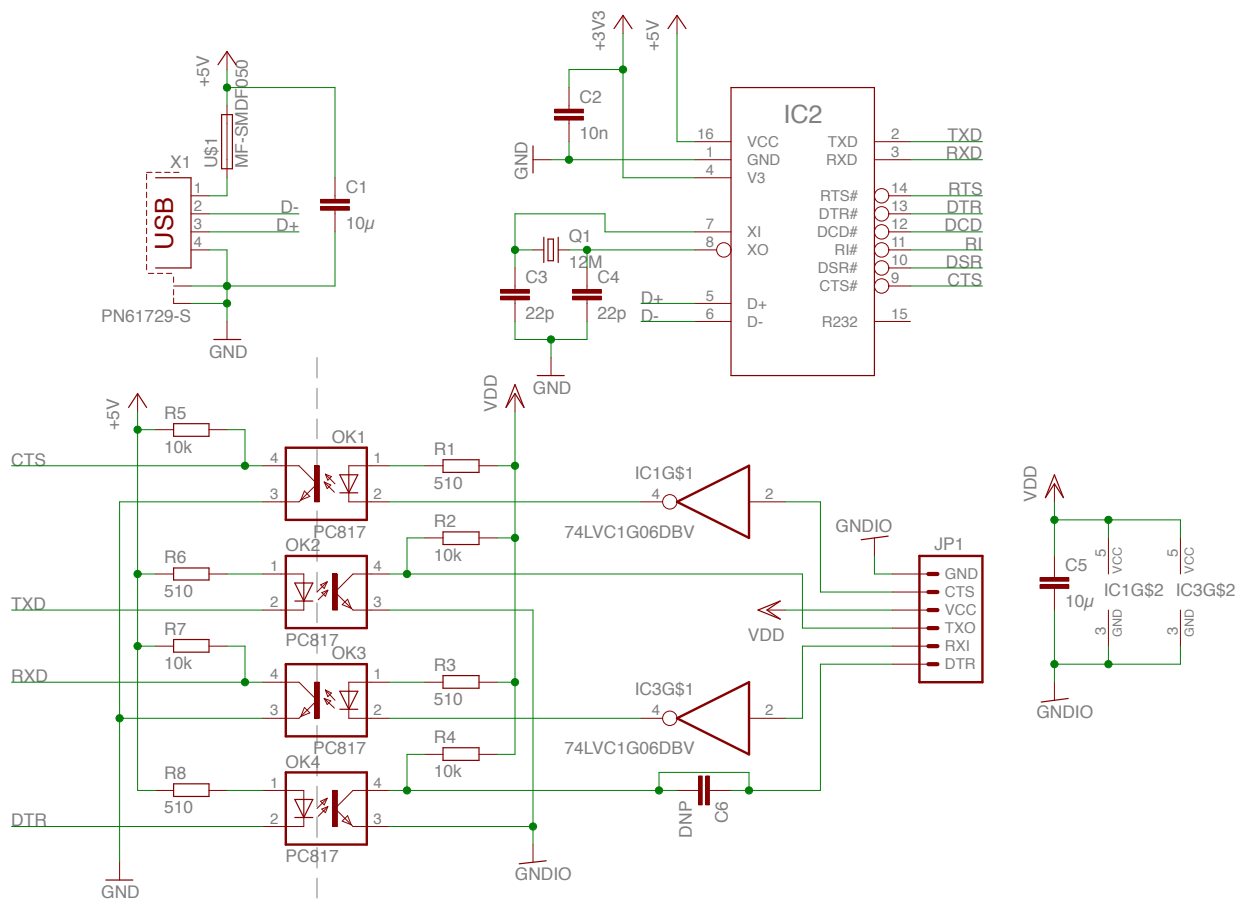 +5V
U$1
MF-SMDF050
X1
USB
1
2
3
4
D-
D+
C1
10µ
PN61729-S
GND
+3V3
+5V
C2
10n
GND
IC2
16 VCC
1 GND
4 V3
7 XI
8 XO
5 D+
6 D-
TXD 2 TXD
RXD 3 RXD
RTS# 14 RTS
DTR# 13 DTR
DCD# 12 DCD
RI# 11 RI
DSR# 10 DSR
CTS# 9 CTS
R232 15
Q1
12M
C3
22p
C4
22p
D+
D-
GND
+5V
VDD
R5
10k
CTS
OK1
4
3
1
2
PC817
R1
510
IC1G$1
4
2
74LVC1G06DBV
R2
10k
R6
510
TXD
OK2
1
2
4
3
PC817
R7
10k
RXD
OK3
4
3
1
2
PC817
R3
510
IC3G$1
4
2
74LVC1G06DBV
R4
10k
R8
510
DTR
OK4
1
2
4
3
PC817
DNP
C6
GND
GNDIO
GNDIO
VDD
JP1
GND
CTS
VCC
TXO
RXI
DTR
VDD
C5
10µ
5
VCC
IC1G$2
3
GND
5
VCC
IC3G$2
3
GND
GNDIO